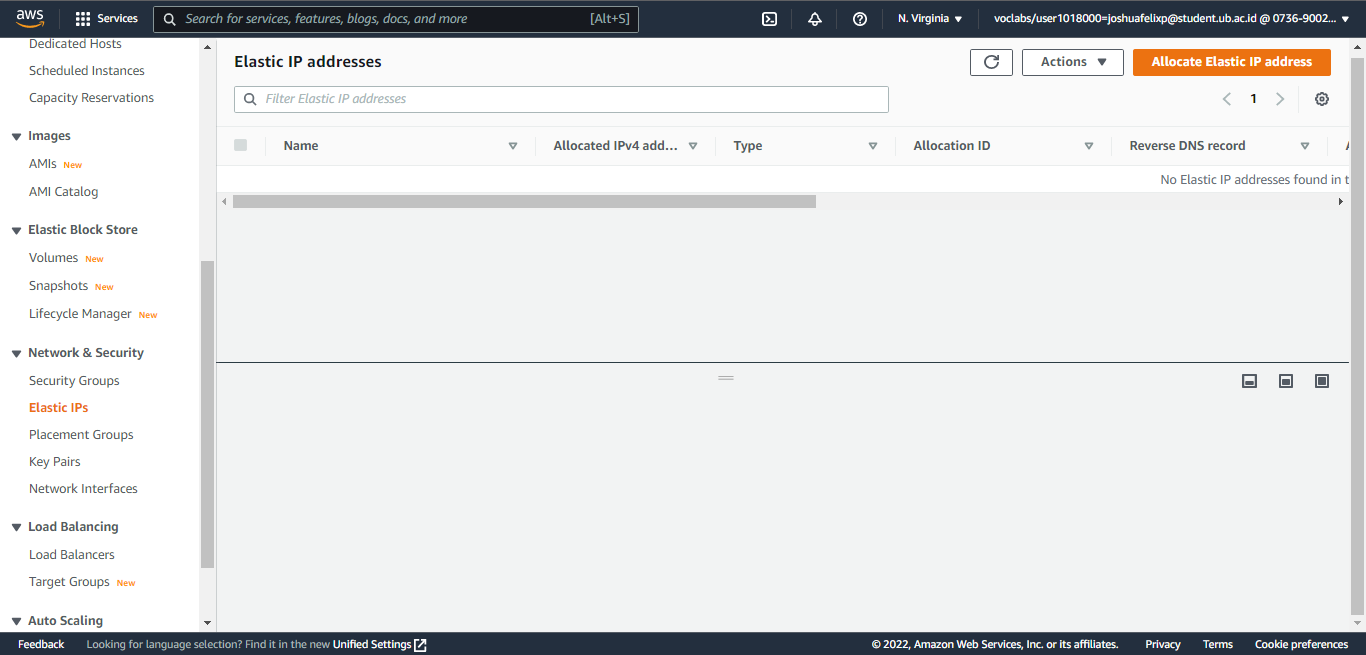 aws Services Search for services, features, blogs, docs, and more [Alt+S] N. Virginia voclabs/user1018000=joshuafelixp@student.ub.ac.id @ 0736-9002...
Dedicated Hosts
Scheduled Instances
Capacity Reservations
Images
AMIs New
AMI Catalog
Elastic Block Store
Volumes New
Snapshots New
Lifecycle Manager New
Network & Security
Security Groups
Elastic IPs
Placement Groups
Key Pairs
Network Interfaces
Load Balancing
Load Balancers
Target Groups New
Auto Scaling
Elastic IP addresses Actions Allocate Elastic IP address
Filter Elastic IP addresses 1
Name Allocated IPv4 add... Type Allocation ID Reverse DNS record
No Elastic IP addresses found in t
Feedback Looking for language selection? Find it in the new Unified Settings © 2022, Amazon Web Services, Inc. or its affiliates. Privacy Terms Cookie preferences